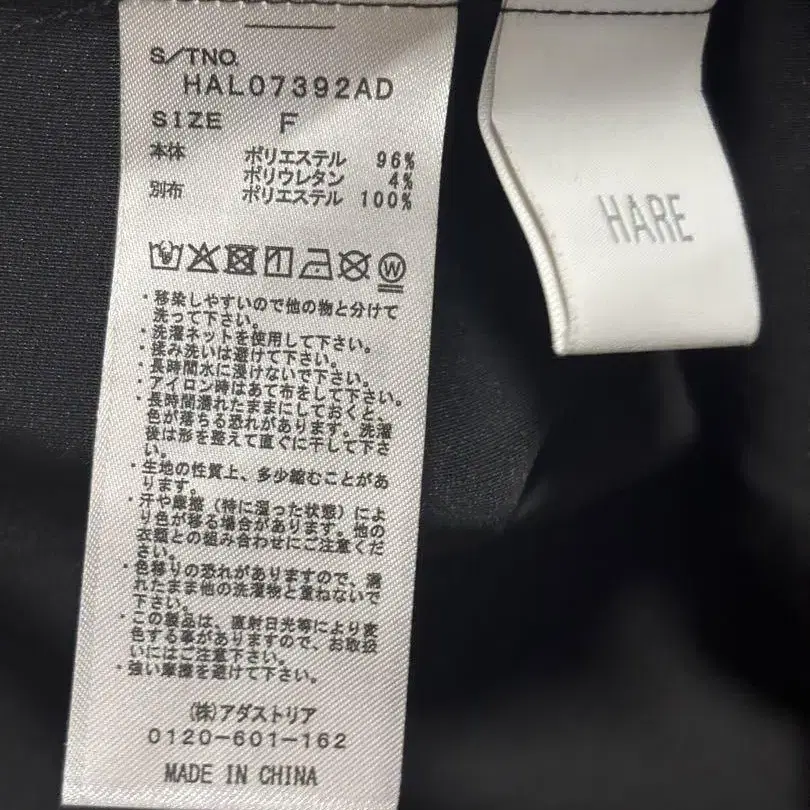 S/TNO.
HAL07392AD
SIZE F
本体 ポリエステル 96%
ポリウレタン 4%
別布 ポリエステル 100%
W
・移染しやすいので他の物と分けて
洗って下さい。
・洗濯ネットを使用して下さい。
・揉み洗いは避けて下さい。
・長時間水に浸けないで下さい。
・アイロン時はあて布をして下さい。
・長時間濡れたままにしておくと、
色が落ちる恐れがあります。洗濯
後は形を整えて直ぐに干して下さ
い。
・生地の性質上、多少縮むことがあ
ります。
・汗や摩擦（特に湿った状態）によ
り色が移る場合があります。他の
衣類との組み合わせにご注意くだ
さい。
・色移りの恐れがありますので、濡
れたまま他の洗濯物と重ねないで
下さい。
・この製品は、直射日光等により変
色する事がありますので、お取扱
いにはご注意下さい。
・強い摩擦を避けて下さい。
(株)アダストリア
0120-601-162
MADE IN CHINA
HARE